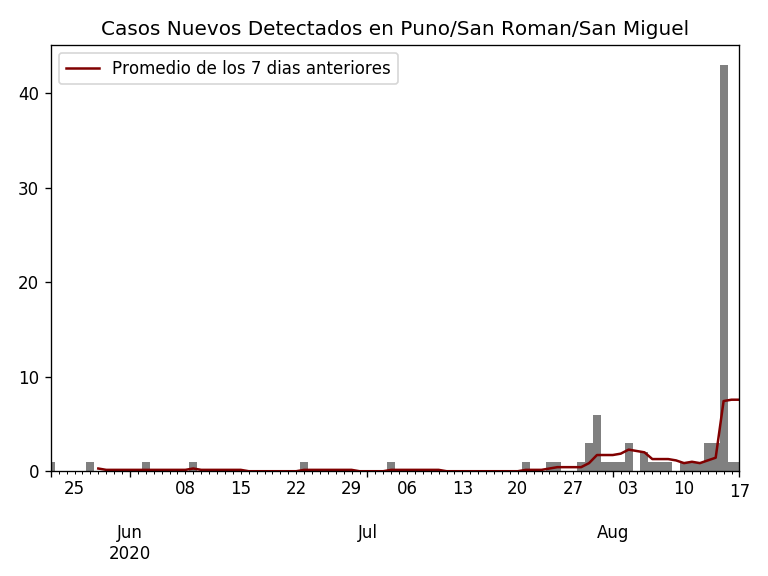 Casos Nuevos Detectados en Puno/San Roman/San Miguel
Promedio de los 7 dias anteriores
40
30
20
10
0
25 08 15 22 29 06 13 20 27 03 10 17
Jun Jul Aug
2020